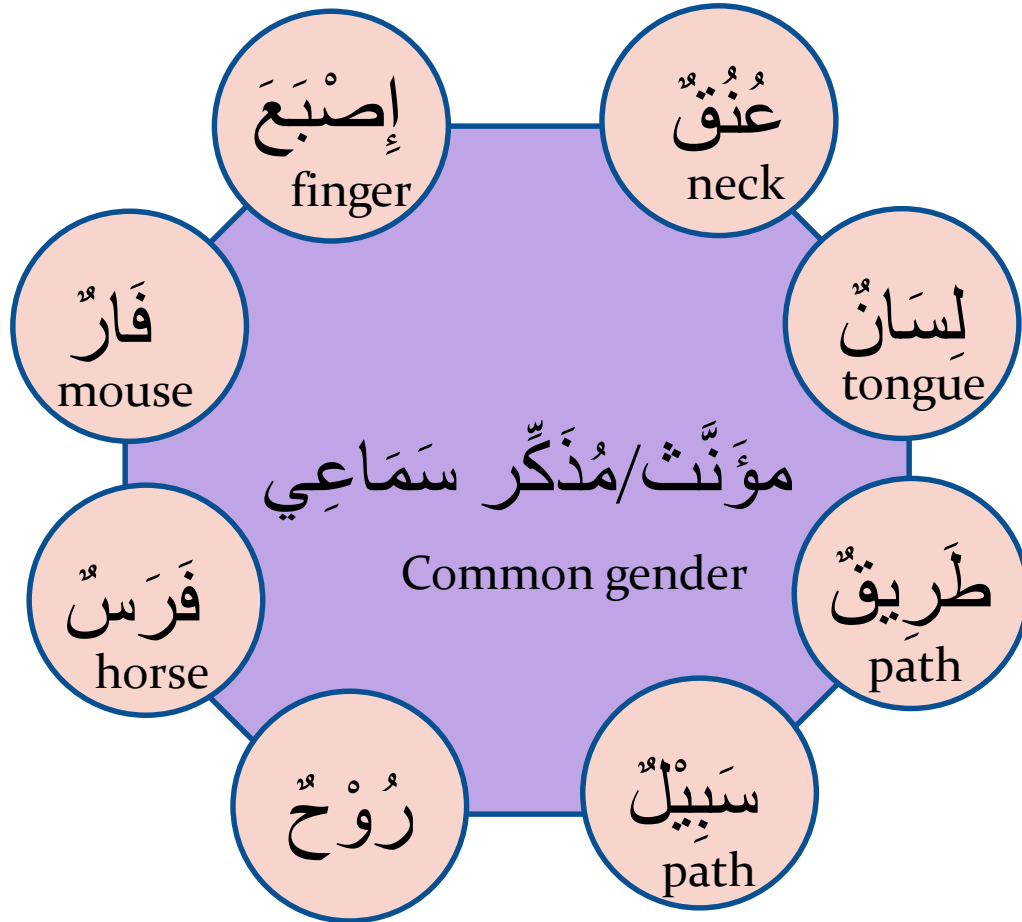 إِصْبَعَ
finger
عُنُقٌ
neck
فَارٌ
mouse
لِسَانٌ
tongue
مؤَنَّث/مُذَكِّر سَمَاعِي
Common gender
فَرَسٌ
horse
طَرِيقٌ
path
رُوْحٌ
سَبِيْلٌ
path